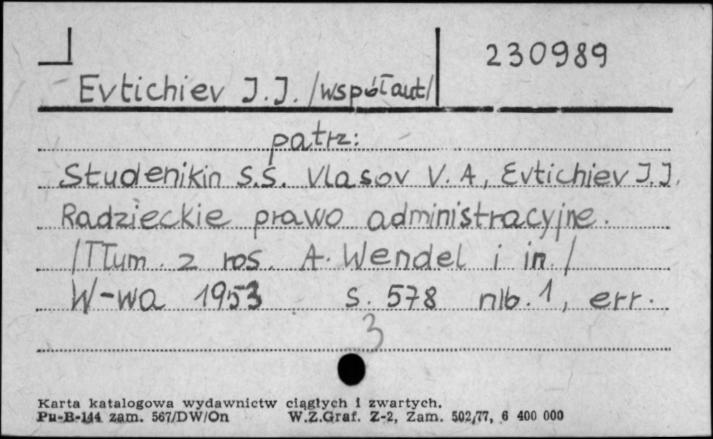 230989
Evtichiev J.J. /współaut/
patrz:
Studenikin S.S. Vlasov V.A, Evtichiev J.J.
Radzieckie prawo administracyjne.
/Tłum. z ros. A. Wendel i in./
W-wa 1953 s. 578 nlb. 1, err.
3
Karta katalogowa wydawnictw ciągłych i zwartych.
Pu-B-144 zam. 567/DW/On W.Z.Graf. Z-2, Zam. 502/77, 6 400 000